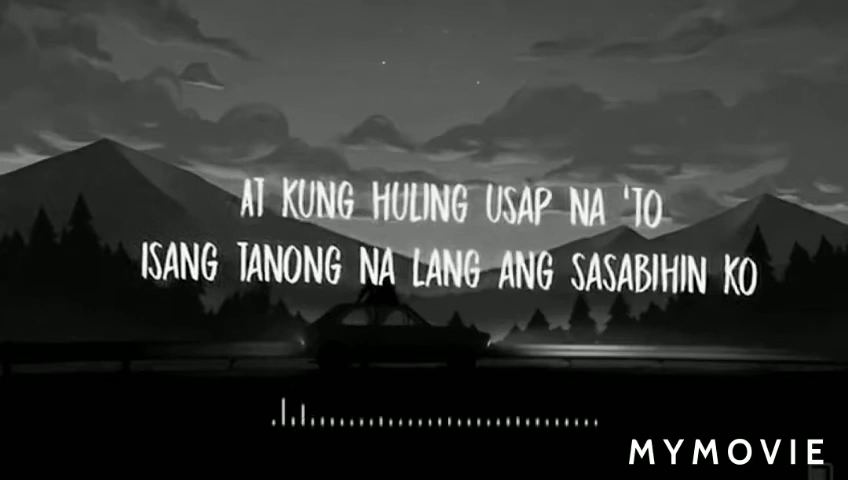 AT KUNG HULING USAP NA 'TO
ISANG TANONG NA LANG ANG SASABIHIN KO
MYMOVIE